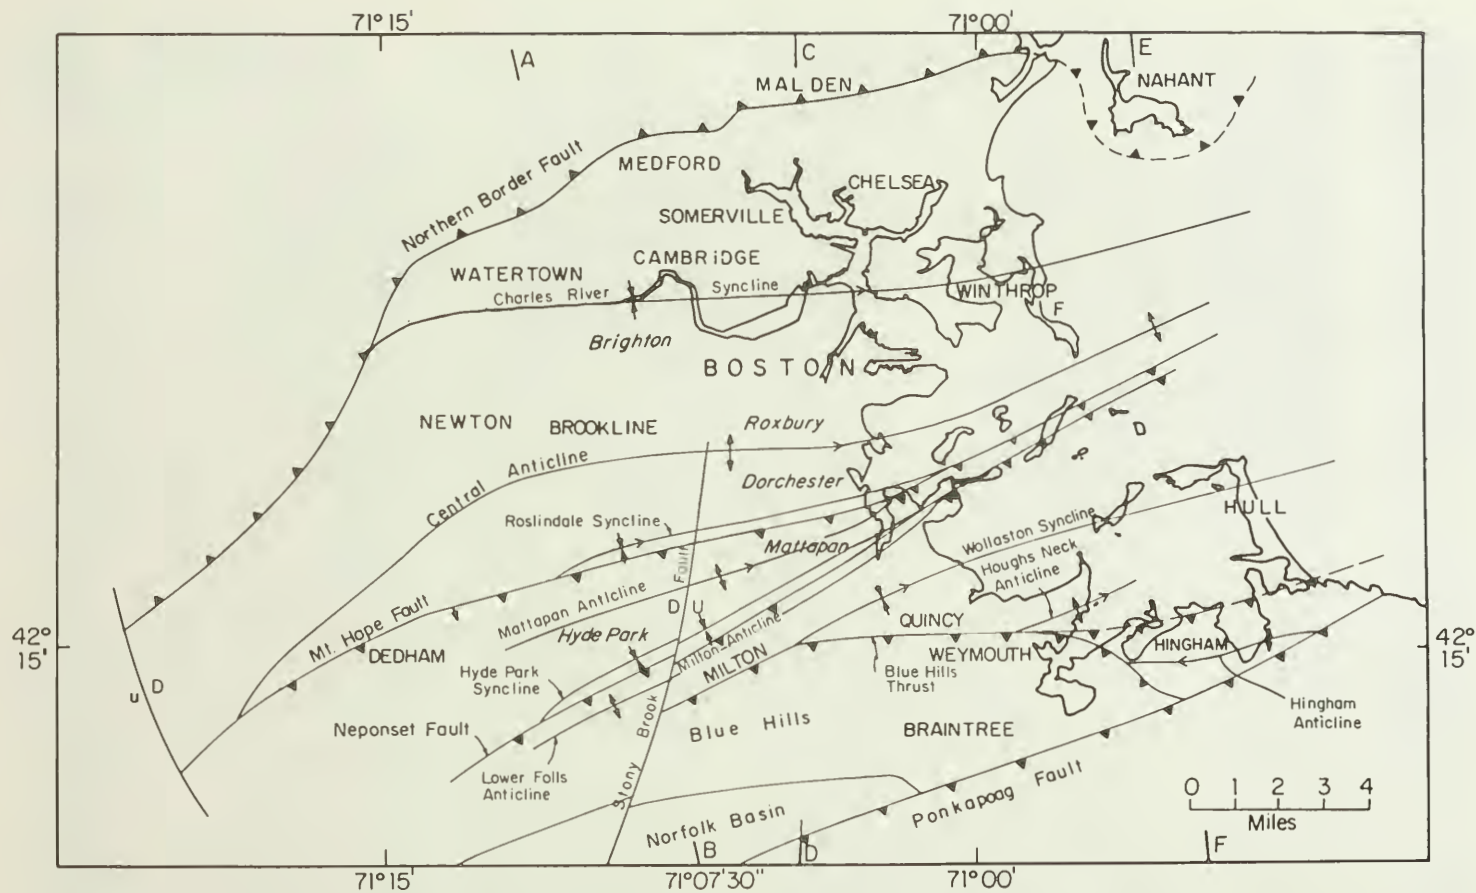 71° 15'
71° 00'
A
C
E
MALDEN
NAHANT
Northern Border Fault
MEDFORD
CHELSEA
SOMERVILLE
CAMBRIDGE
WATERTOWN
Charles River
Syncline
WINTHROP
F
Brighton
BOSTON
NEWTON
BROOKLINE
Roxbury
Central Anticline
D
Dorchester
Roslindale Syncline
HULL
Mattapan
Wollaston Syncline
Houghs Neck
Anticline
Fault
Mt. Hope Fault
Mattapan Anticline
D U
Hyde Park
QUINCY
42°
15'
DEDHAM
Milton Anticline
MILTON
WEYMOUTH
HINGHAM
42°
15'
Hyde Park
Syncline
Blue Hills
Thrust
u D
Brook
Hingham
Anticline
Neponset Fault
Blue Hills
BRAINTREE
Lower Folls
Anticline
Stony
Ponkapoag Fault
0 1 2 3 4
Miles
Norfolk Basin
B
D
F
71° 15'
71° 07'30"
71° 00'